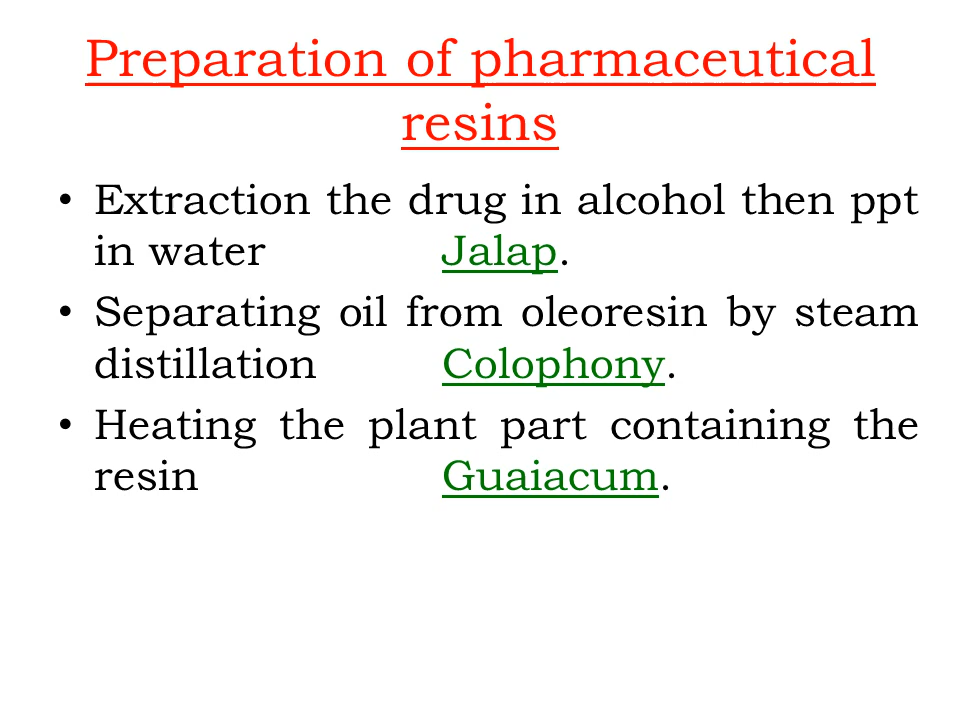 Preparation of pharmaceutical
resins
• Extraction the drug in alcohol then ppt
in water Jalap.
• Separating oil from oleoresin by steam
distillation Colophony.
• Heating the plant part containing the
resin Guaiacum.